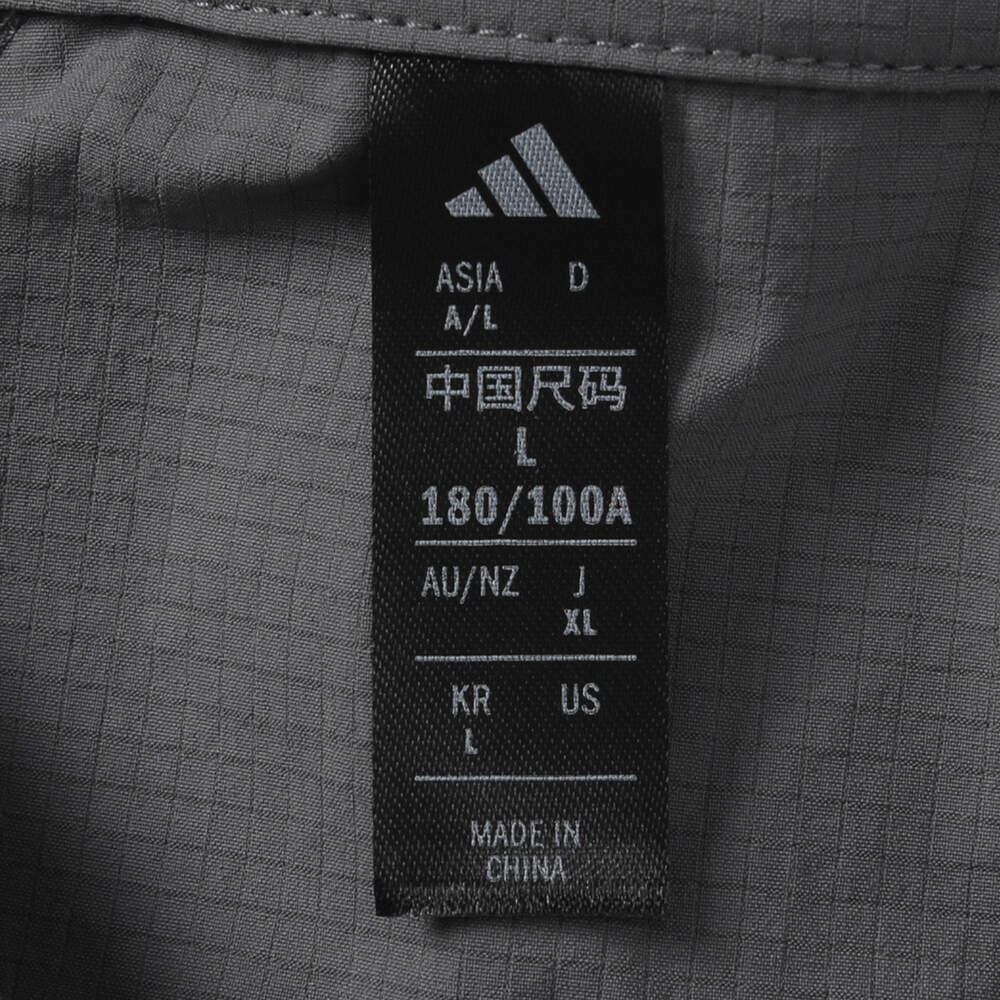 ASIA D
A/L
中国尺码
L
180/100A
AU/NZ J
XL
KR US
L
MADE IN
CHINA